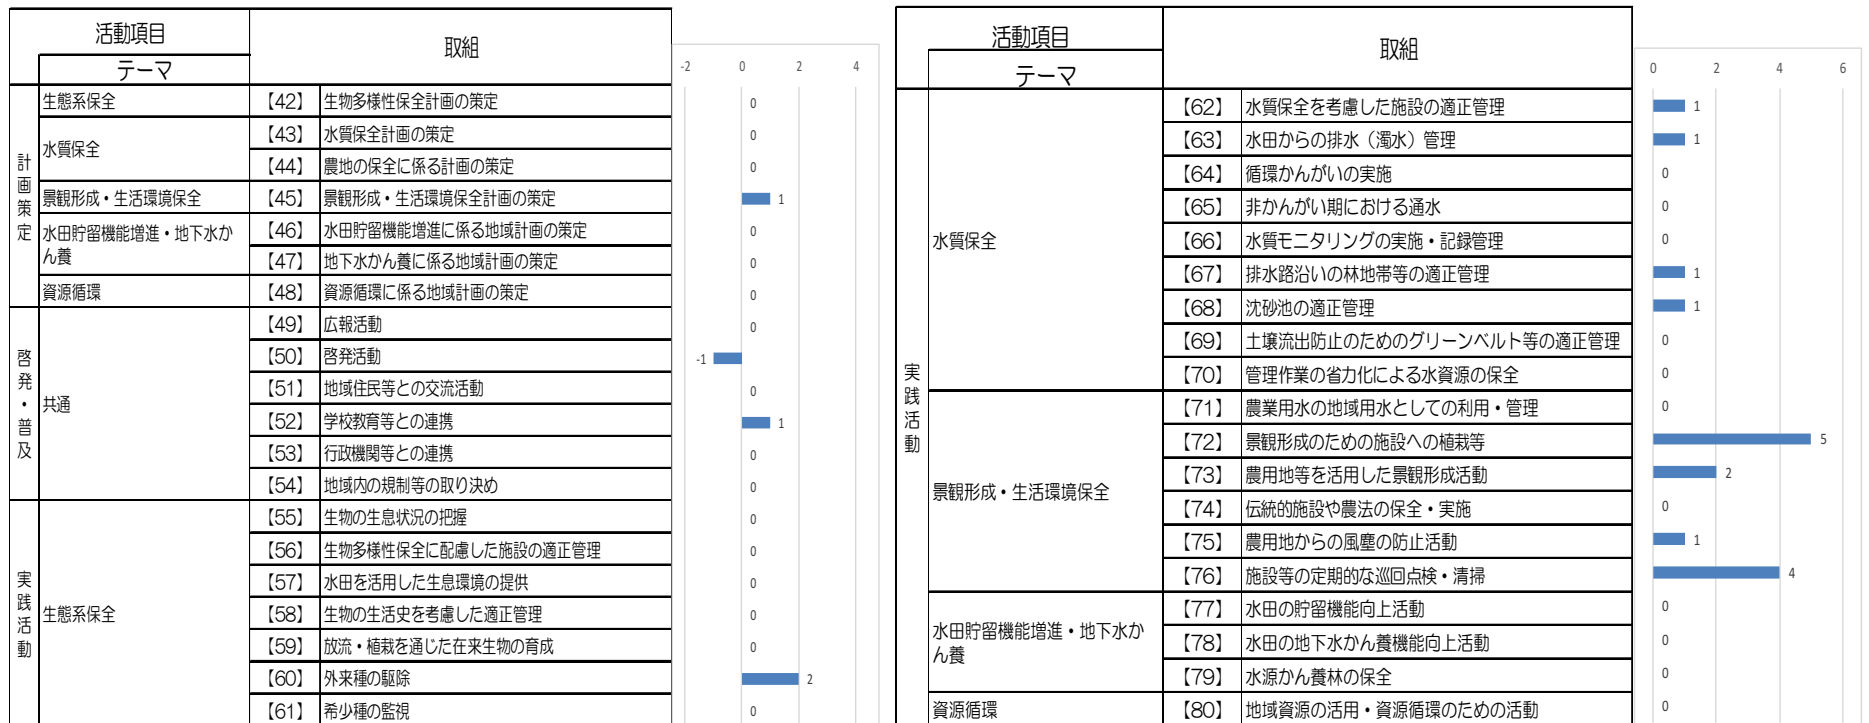 活動項目
取組
テーマ
-2 0 2 4
計画策定
生態系保全 【42】 生物多様性保全計画の策定 0
水質保全 【43】 水質保全計画の策定 0
【44】 農地の保全に係る計画の策定 0
景観形成・生活環境保全 【45】 景観形成・生活環境保全計画の策定 1
水田貯留機能増進・地下水か
ん養
【46】 水田貯留機能増進に係る地域計画の策定 0
【47】 地下水かん養に係る地域計画の策定 0
資源循環 【48】 資源循環に係る地域計画の策定 0
啓発・普及
共通
【49】 広報活動 0
【50】 啓発活動 -1
【51】 地域住民等との交流活動 0
【52】 学校教育等との連携 1
【53】 行政機関等との連携 0
【54】 地域内の規制等の取り決め 0
実践活動
生態系保全
【55】 生物の生息状況の把握 0
【56】 生物多様性保全に配慮した施設の適正管理 0
【57】 水田を活用した生息環境の提供 0
【58】 生物の生活史を考慮した適正管理 0
【59】 放流・植栽を通じた在来生物の育成 0
【60】 外来種の駆除 2
【61】 希少種の監視 0
活動項目
取組
テーマ
0 2 4 6
実践活動
水質保全
【62】 水質保全を考慮した施設の適正管理 1
【63】 水田からの排水（濁水）管理 1
【64】 循環かんがいの実施 0
【65】 非かんがい期における通水 0
【66】 水質モニタリングの実施・記録管理 0
【67】 排水路沿いの林地帯等の適正管理 1
【68】 沈砂池の適正管理 1
【69】 土壌流出防止のためのグリーンベルト等の適正管理 0
【70】 管理作業の省力化による水資源の保全 0
景観形成・生活環境保全
【71】 農業用水の地域用水としての利用・管理 0
【72】 景観形成のための施設への植栽等 5
【73】 農用地等を活用した景観形成活動 2
【74】 伝統的施設や農法の保全・実施 0
【75】 農用地からの風塵の防止活動 1
【76】 施設等の定期的な巡回点検・清掃 4
水田貯留機能増進・地下水か
ん養
【77】 水田の貯留機能向上活動 0
【78】 水田の地下水かん養機能向上活動 0
【79】 水源かん養林の保全 0
資源循環 【80】 地域資源の活用・資源循環のための活動 0